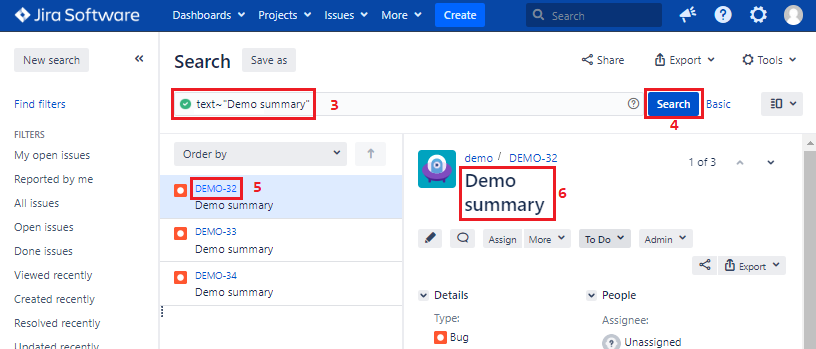 Jira Software Dashboards Projects Issues More Create Search
New search
Search Save as Share Export Tools
text~"Demo summary" 3 Search Basic
4
Find filters
FILTERS
My open issues
Reported by me
All issues
Open issues
Done issues
Viewed recently
Created recently
Resolved recently
Updated recently
Order by
DEMO-32 5
Demo summary
DEMO-33
Demo summary
DEMO-34
Demo summary
demo / DEMO-32 1 of 3
Demo
summary 6
Assign More To Do Admin
Export
Details
Type:
Bug
People
Assignee:
Unassigned